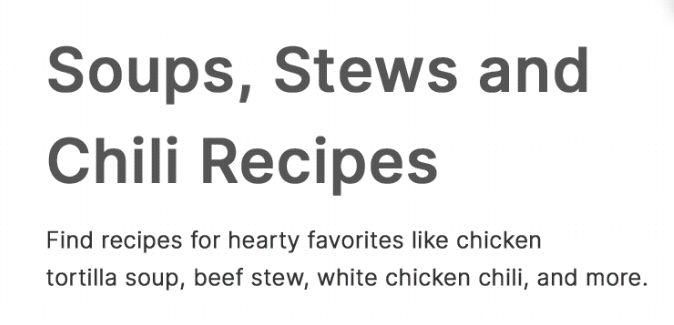 Soups, Stews and
Chili Recipes
Find recipes for hearty favorites like chicken
tortilla soup, beef stew, white chicken chili, and more.